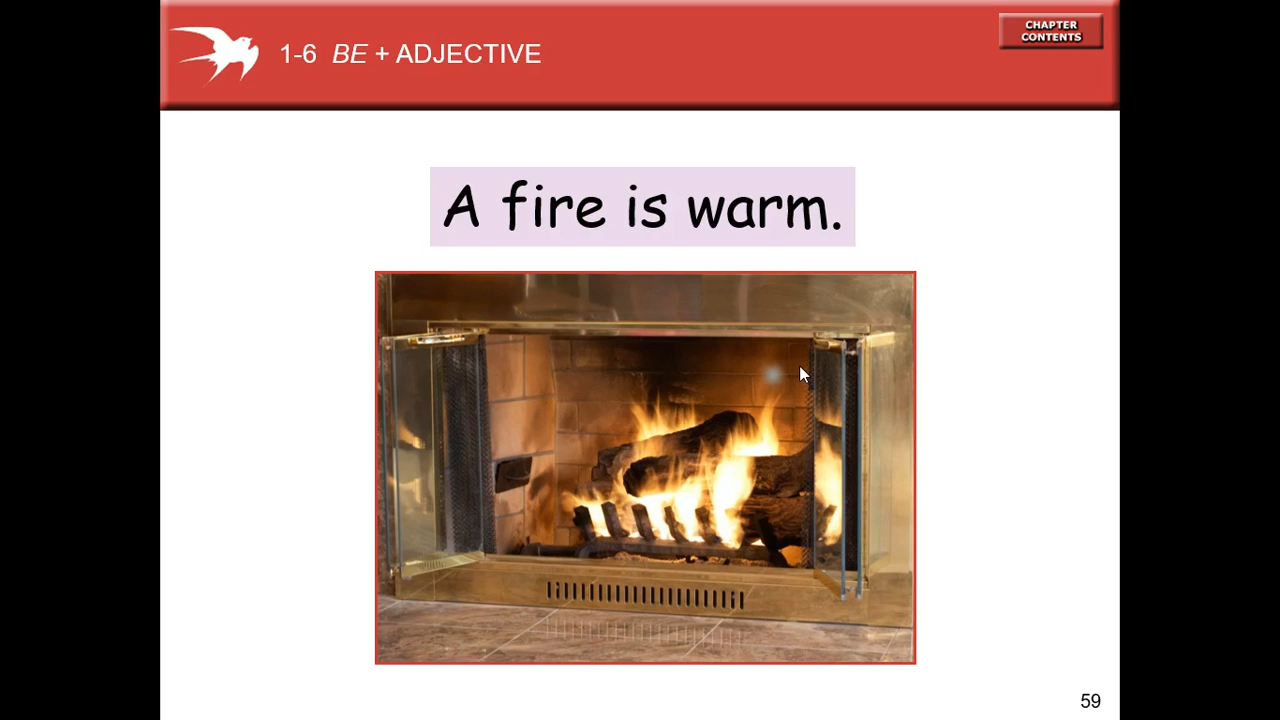 1-6 BE + ADJECTIVE
CHAPTER
CONTENTS
A fire is warm.
59